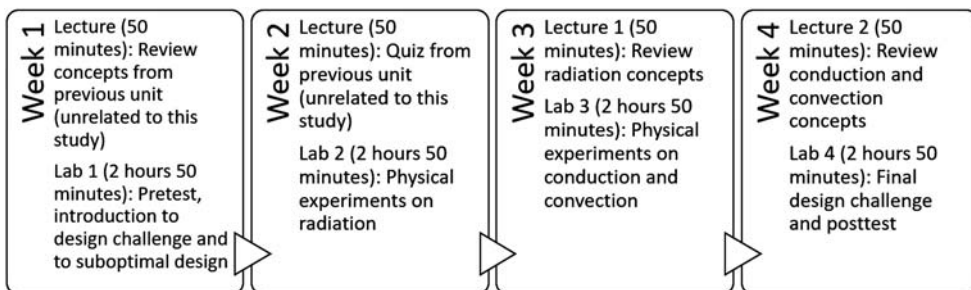 Week 1
Lecture (50
minutes): Review
concepts from
previous unit
(unrelated to this
study)
Lab 1 (2 hours 50
minutes): Pretest,
introduction to
design challenge and
to suboptimal design
Week 2
Lecture (50
minutes): Quiz from
previous unit
(unrelated to this
study)
Lab 2 (2 hours 50
minutes): Physical
experiments on
radiation
Week 3
Lecture 1 (50
minutes): Review
radiation concepts
Lab 3 (2 hours 50
minutes): Physical
experiments on
conduction and
convection
Week 4
Lecture 2 (50
minutes): Review
conduction and
convection
concepts
Lab 4 (2 hours 50
minutes): Final
design challenge
and posttest